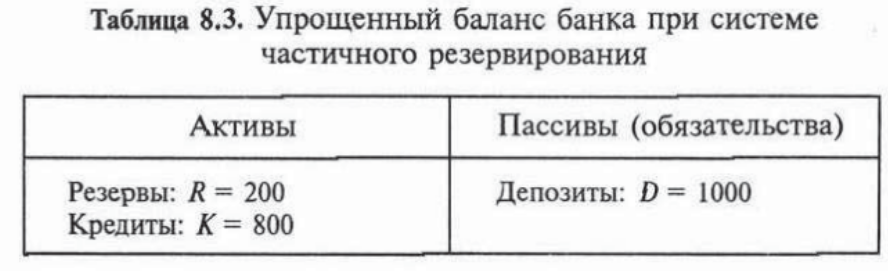 Таблица 8.3. Упрощенный баланс банка при системе
частичного резервирования
Активы
Пассивы (обязательства)
Резервы: R = 200
Кредиты: K = 800
Депозиты: D = 1000